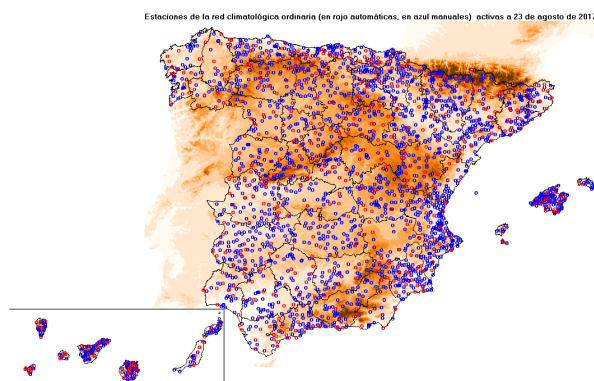 Estaciones de la red climatológica ordinaria (en rojo automáticas, en azul manuales) activas a 23 de agosto de 2017